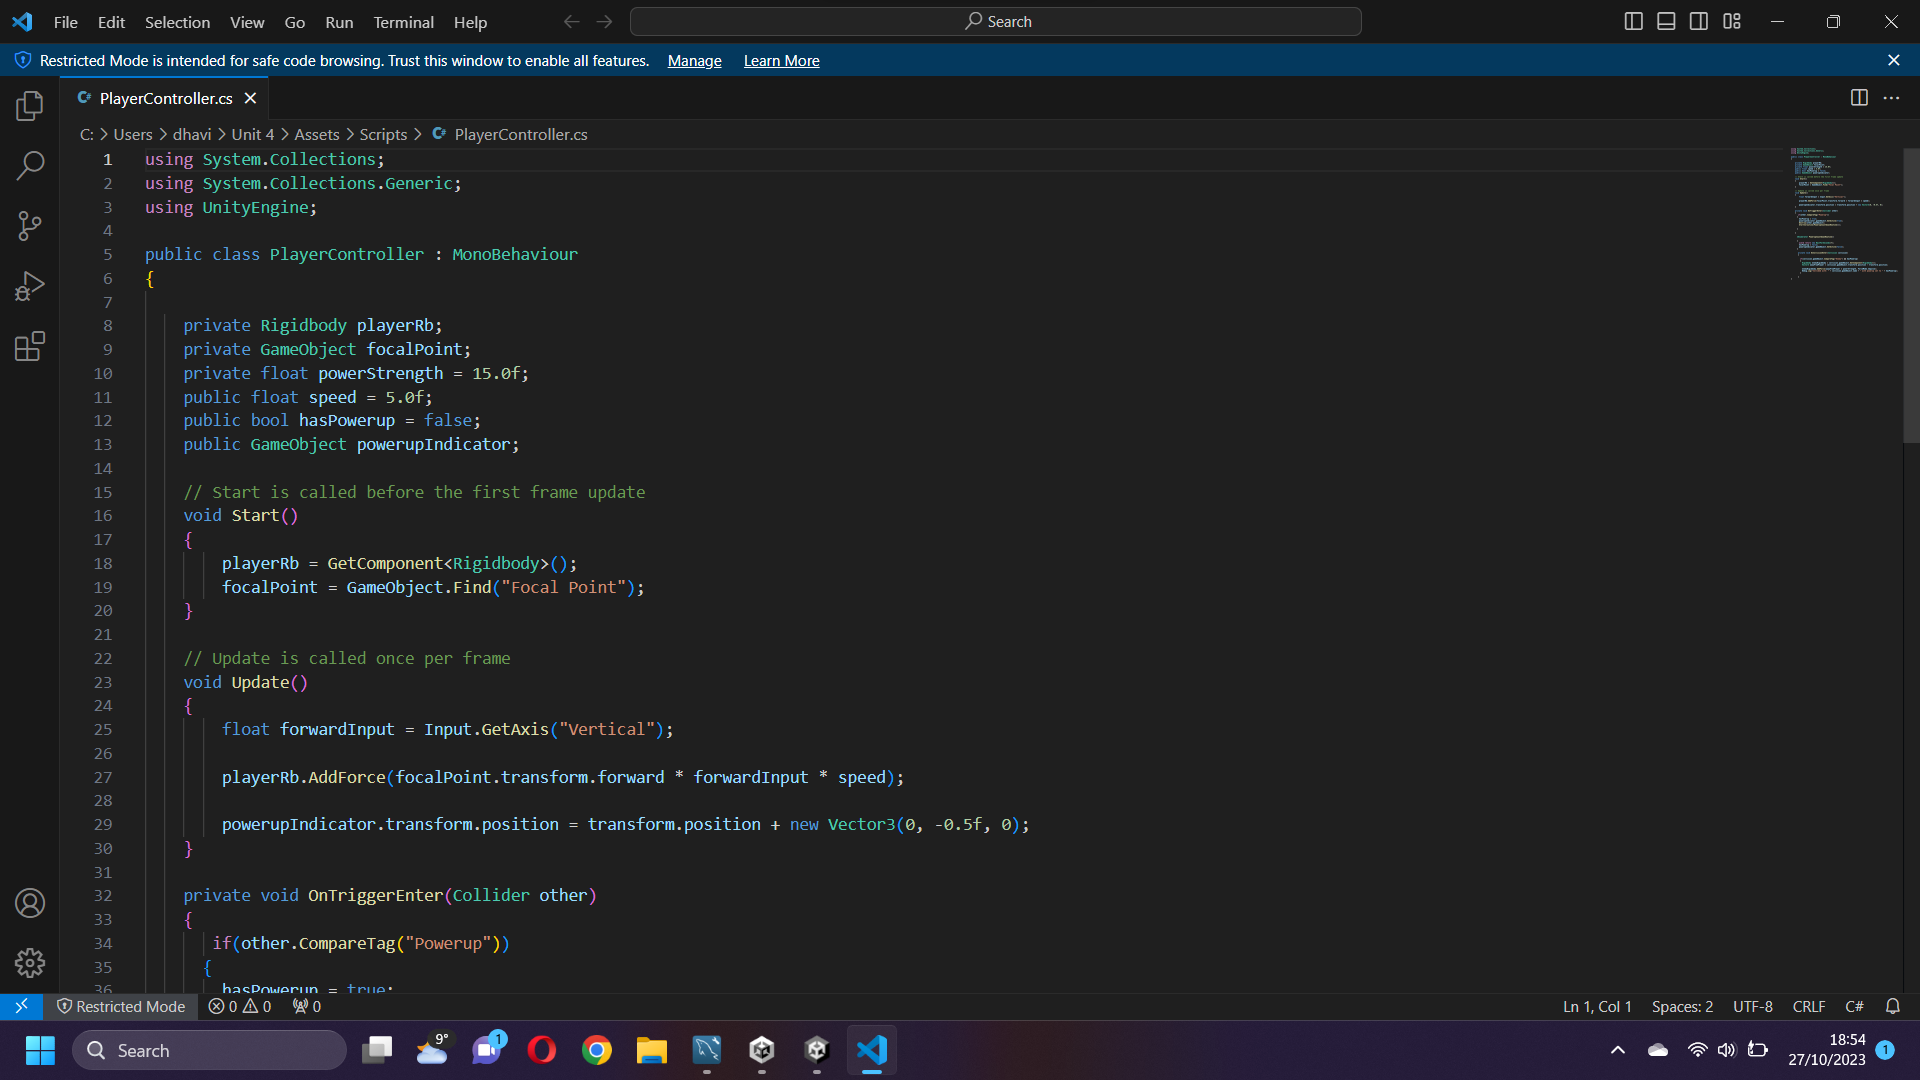 File Edit Selection View Go Run Terminal Help
Search
Restricted Mode is intended for safe code browsing. Trust this window to enable all features. Manage Learn More
PlayerController.cs
C: > Users > dhavi > Unit 4 > Assets > Scripts > PlayerController.cs
1 using System.Collections;
2 using System.Collections.Generic;
3 using UnityEngine;
4
5 public class PlayerController : MonoBehaviour
6 {
7
8 private Rigidbody playerRb;
9 private GameObject focalPoint;
10 private float powerStrength = 15.0f;
11 public float speed = 5.0f;
12 public bool hasPowerup = false;
13 public GameObject powerupIndicator;
14
15 // Start is called before the first frame update
16 void Start()
17 {
18 playerRb = GetComponent<Rigidbody>();
19 focalPoint = GameObject.Find("Focal Point");
20 }
21
22 // Update is called once per frame
23 void Update()
24 {
25 float forwardInput = Input.GetAxis("Vertical");
26
27 playerRb.AddForce(focalPoint.transform.forward * forwardInput * speed);
28
29 powerupIndicator.transform.position = transform.position + new Vector3(0, -0.5f, 0);
30 }
31
32 private void OnTriggerEnter(Collider other)
33 {
34 if(other.CompareTag("Powerup"))
35 {
36 hasPowerup = true;
Restricted Mode 0 0 0 Ln 1, Col 1 Spaces: 2 UTF-8 CRLF C#
Search 9° 1 18:54
27/10/2023 1